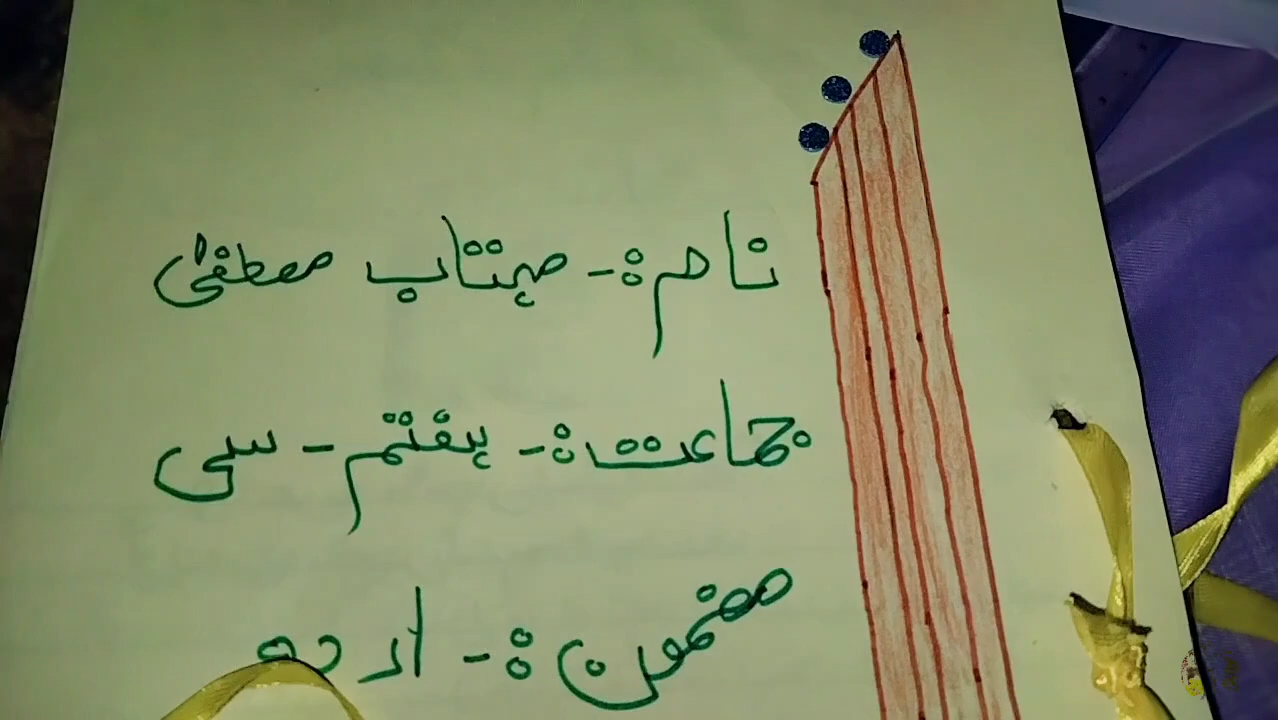 نام:- مہتاب مصطفیٰ
جماعت:- ہفتم - سی
مضمون:- اردو